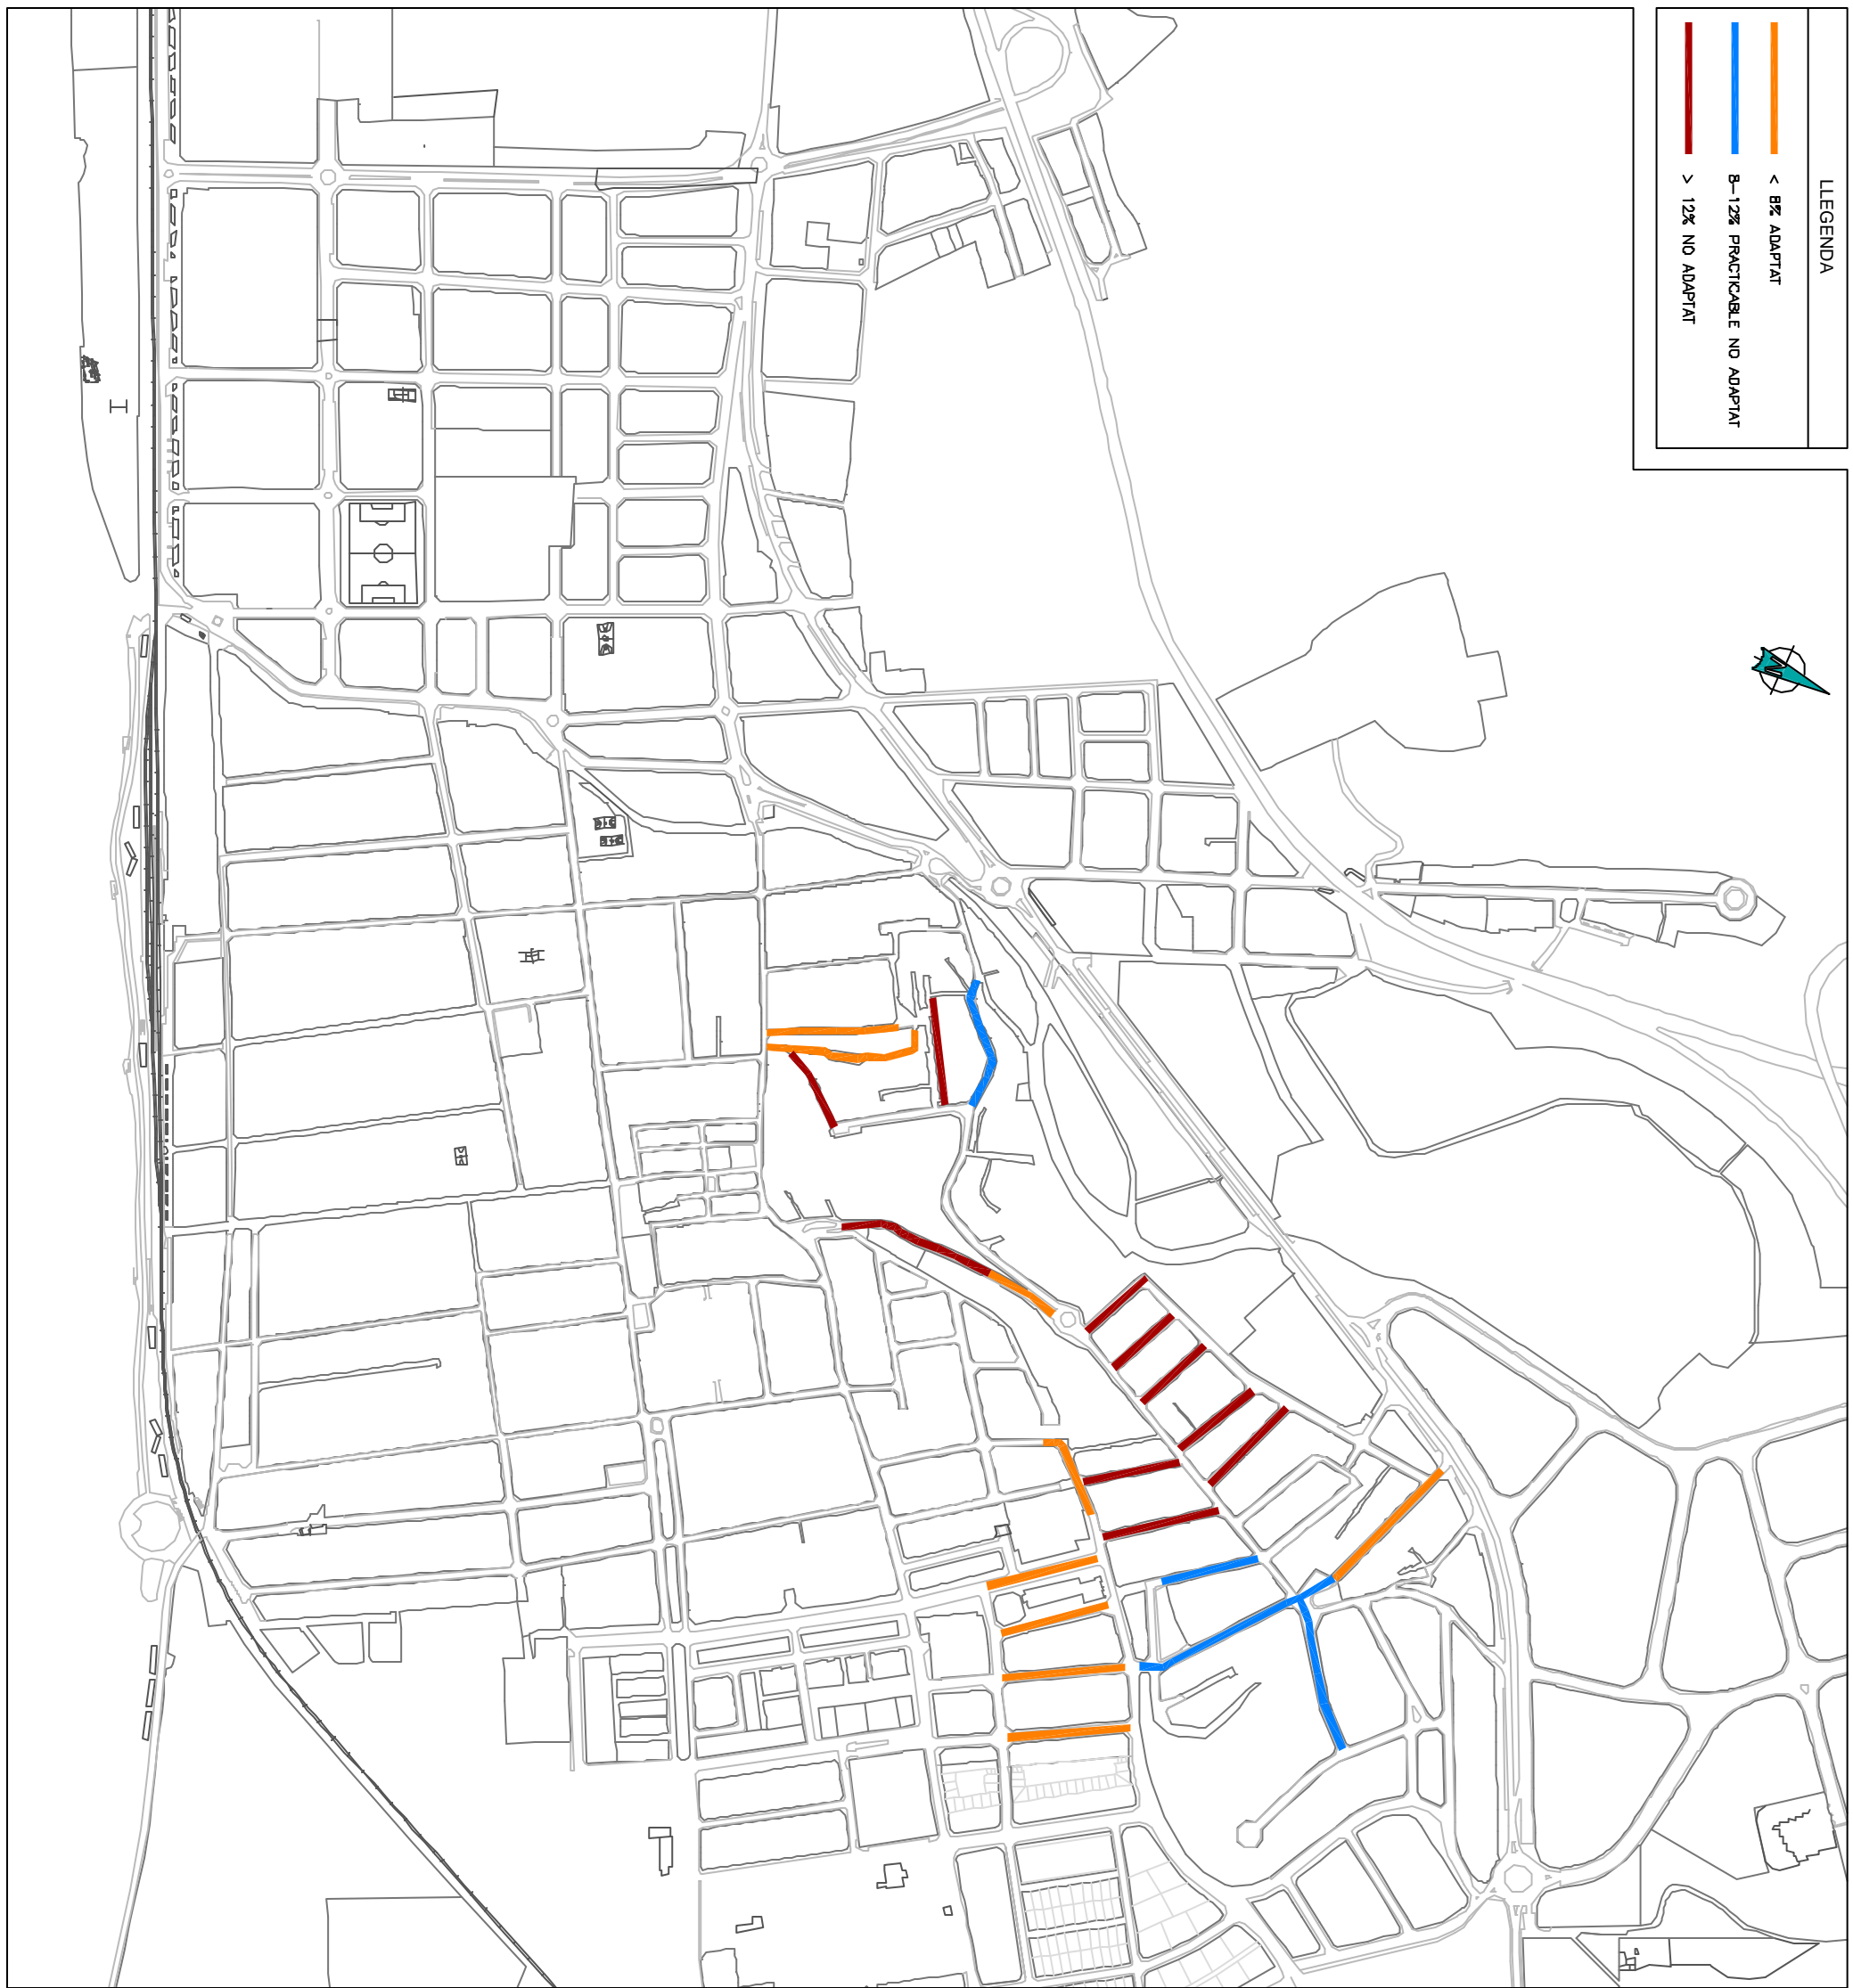 LLEGENDA
< 8% ADAPTAT
8-12% PRACTICABLE NO ADAPTAT
> 12% NO ADAPTAT